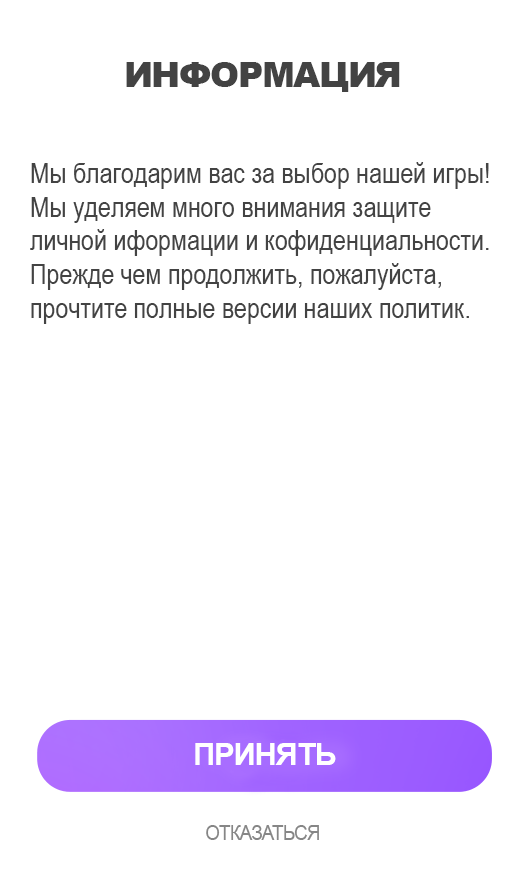 ИНФОРМАЦИЯ
Мы благодарим вас за выбор нашей игры!
Мы уделяем много внимания защите
личной иформации и кофиденциальности.
Прежде чем продолжить, пожалуйста,
прочтите полные версии наших политик.
ПРИНЯТЬ
ОТКАЗАТЬСЯ